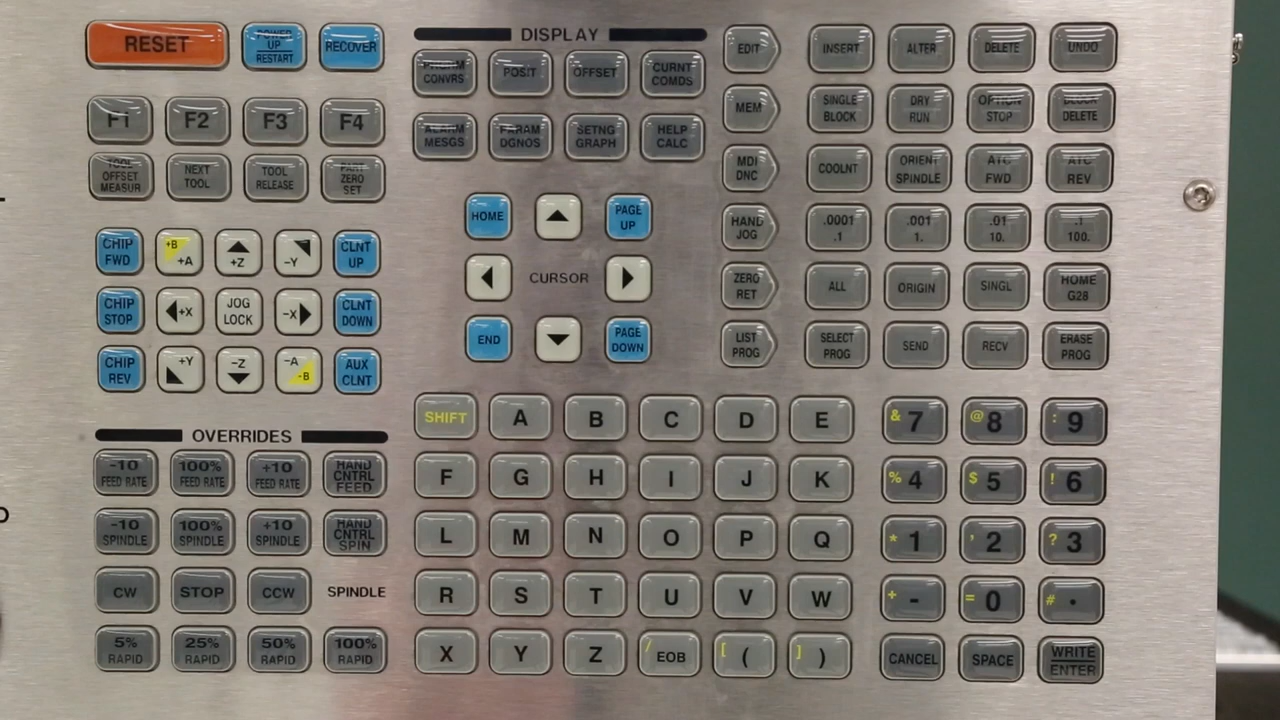 RESET
POWER
UP
RESTART
RECOVER
F1
F2
F3
F4
TOOL
OFFSET
MEASUR
NEXT
TOOL
TOOL
RELEASE
PART
ZERO
SET
CHIP
FWD
+B
+A
+Z
-Y
CLNT
UP
CHIP
STOP
+X
JOG
LOCK
-X
CLNT
DOWN
CHIP
REV
+Y
-Z
-A
-B
AUX
CLNT
OVERRIDES
-10
FEED RATE
100%
FEED RATE
+10
FEED RATE
HAND
CNTRL
FEED
-10
SPINDLE
100%
SPINDLE
+10
SPINDLE
HAND
CNTRL
SPIN
CW
STOP
CCW
SPINDLE
5%
RAPID
25%
RAPID
50%
RAPID
100%
RAPID
DISPLAY
PRGRM
CONVRS
POSIT
OFFSET
CURNT
COMDS
ALARM
MESGS
PARAM
DGNOS
SETNG
GRAPH
HELP
CALC
HOME
PAGE
UP
CURSOR
END
PAGE
DOWN
EDIT
INSERT
ALTER
DELETE
UNDO
MEM
SINGLE
BLOCK
DRY
RUN
OPTION
STOP
BLOCK
DELETE
MDI
DNC
COOLNT
ORIENT
SPINDLE
ATC
FWD
ATC
REV
HAND
JOG
.0001
.1
.001
1.
.01
10.
.1
100.
ZERO
RET
ALL
ORIGIN
SINGL
HOME
G28
LIST
PROG
SELECT
PROG
SEND
RECV
ERASE
PROG
SHIFT
A
B
C
D
E
F
G
H
I
J
K
L
M
N
O
P
Q
R
S
T
U
V
W
X
Y
Z
/ EOB
[ (
] )
& 7
@ 8
: 9
% 4
$ 5
! 6
* 1
' 2
? 3
+ -
= 0
# .
CANCEL
SPACE
WRITE
ENTER